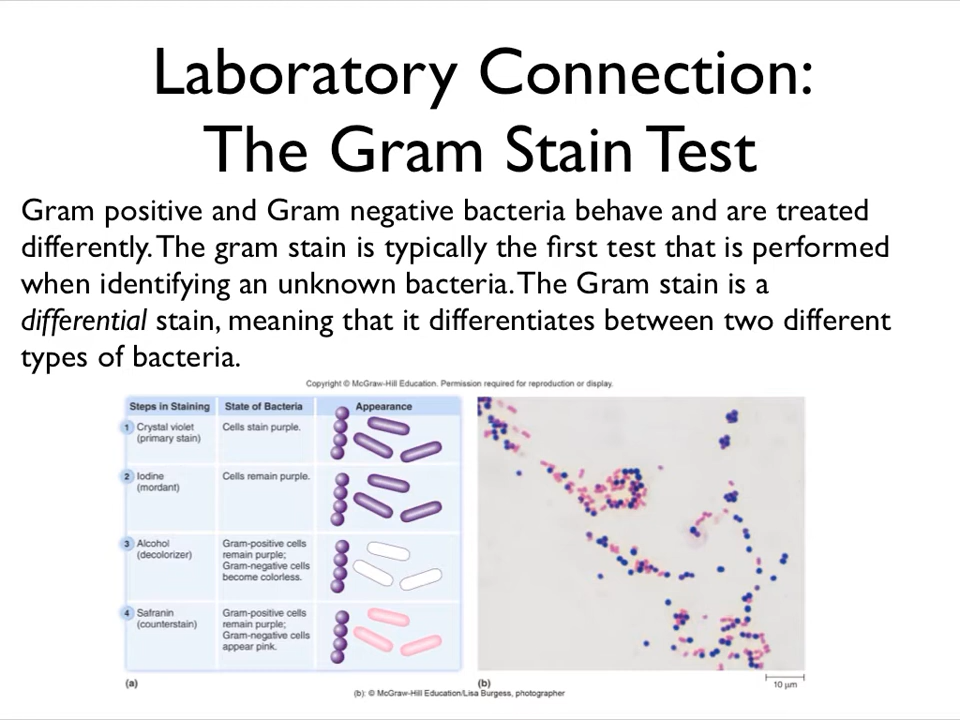 Laboratory Connection:
The Gram Stain Test
Gram positive and Gram negative bacteria behave and are treated
differently. The gram stain is typically the first test that is performed
when identifying an unknown bacteria. The Gram stain is a
differential stain, meaning that it differentiates between two different
types of bacteria.
Copyright © McGraw-Hill Education. Permission required for reproduction or display.
Steps in Staining State of Bacteria Appearance
1 Crystal violet
(primary stain)
Cells stain purple.
2 Iodine
(mordant)
Cells remain purple.
3 Alcohol
(decolorizer)
Gram-positive cells
remain purple;
Gram-negative cells
become colorless.
4 Safranin
(counterstain)
Gram-positive cells
remain purple;
Gram-negative cells
appear pink.
(a)
(b)
10 µm
(b): © McGraw-Hill Education/Lisa Burgess, photographer